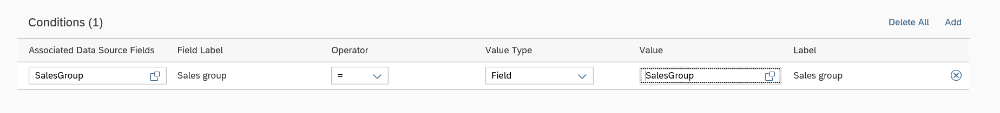 Conditions (1) Delete All Add
Associated Data Source Fields Field Label Operator Value Type Value Label
SalesGroup Sales group = Field SalesGroup Sales group